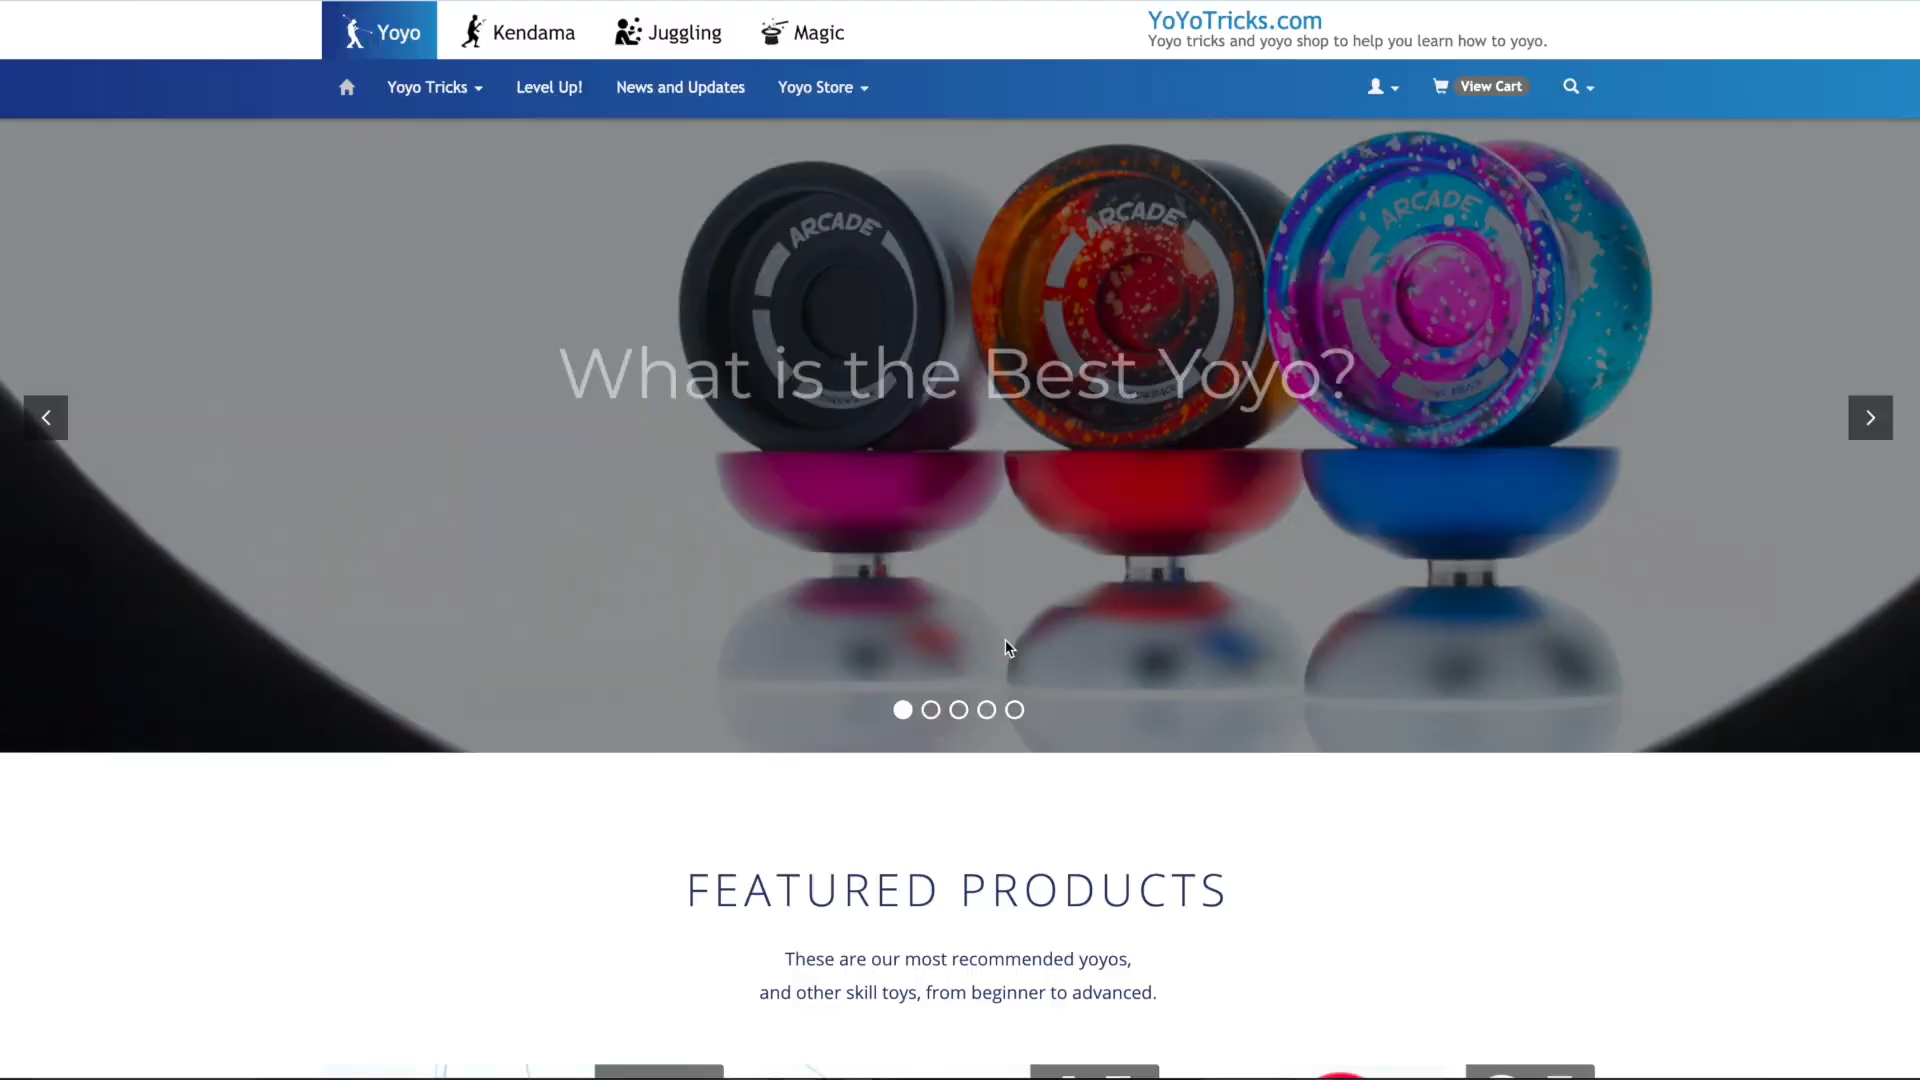 Yoyo
Kendama
Juggling
Magic
YoYoTricks.com
Yoyo tricks and yoyo shop to help you learn how to yoyo.
Yoyo Tricks
Level Up!
News and Updates
Yoyo Store
View Cart
ARCADE
ARCADE
ARCADE
What is the Best Yoyo?
FEATURED PRODUCTS
These are our most recommended yoyos,
and other skill toys, from beginner to advanced.